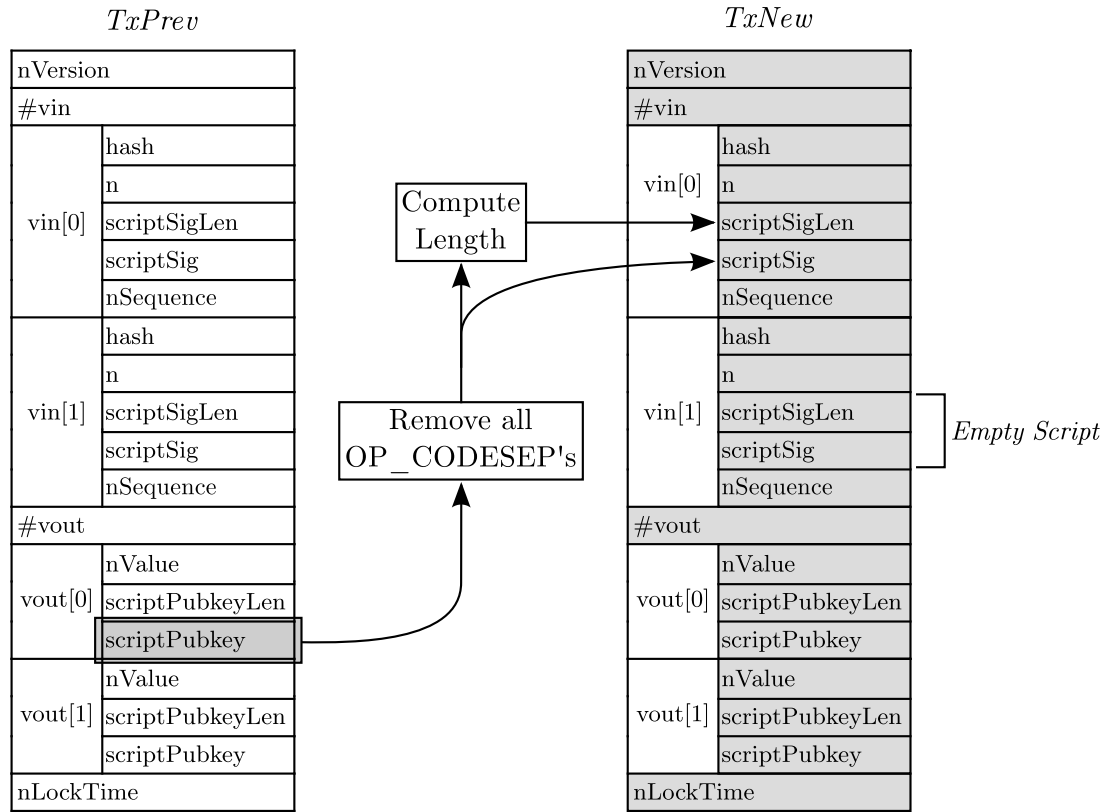 TxPrev
nVersion
#vin
vin[0]
hash
n
scriptSigLen
scriptSig
nSequence
vin[1]
hash
n
scriptSigLen
scriptSig
nSequence
#vout
vout[0]
nValue
scriptPubkeyLen
scriptPubkey
vout[1]
nValue
scriptPubkeyLen
scriptPubkey
nLockTime
Compute
Length
Remove all
OP_CODESEP's
TxNew
nVersion
#vin
vin[0]
hash
n
scriptSigLen
scriptSig
nSequence
vin[1]
hash
n
scriptSigLen
scriptSig
nSequence
Empty Script
#vout
vout[0]
nValue
scriptPubkeyLen
scriptPubkey
vout[1]
nValue
scriptPubkeyLen
scriptPubkey
nLockTime